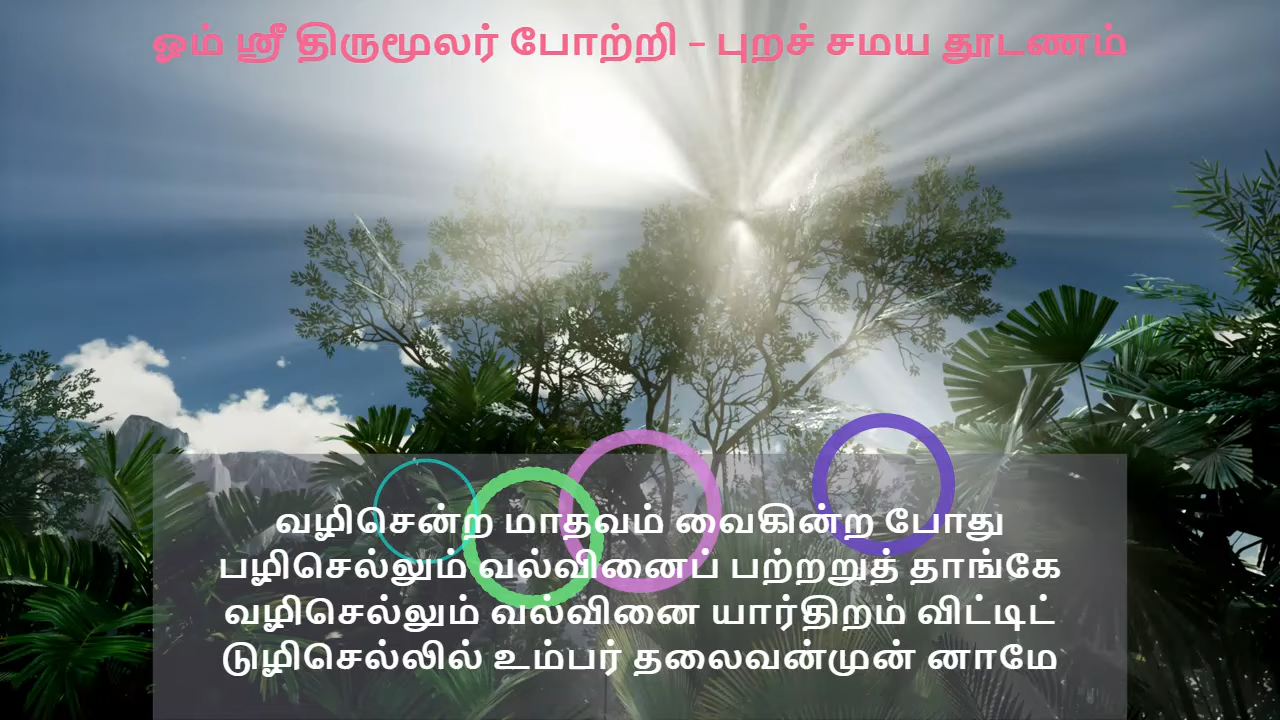 ஓம் ஸ்ரீ திருமூலர் போற்றி - புறச் சமய தூடணம்
வழிசென்ற மாதவம் வைகின்ற போது
பழிசெல்லும் வல்வினைப் பற்றறுத் தாங்கே
வழிசெல்லும் வல்வினை யார்திறம் விட்டிட்
டுழிசெல்லில் உம்பர் தலைவன்முன் னாமே